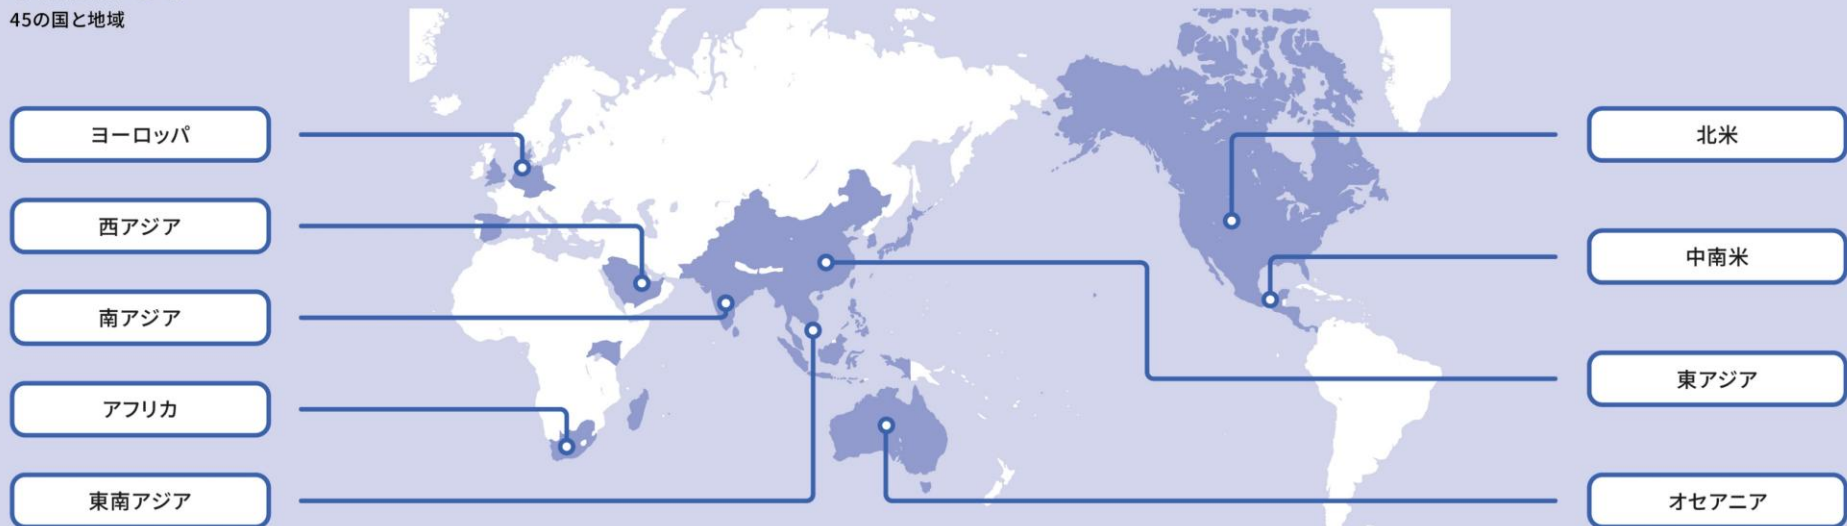 45の国と地域
ヨーロッパ
西アジア
南アジア
アフリカ
東南アジア
北米
中南米
東アジア
オセアニア